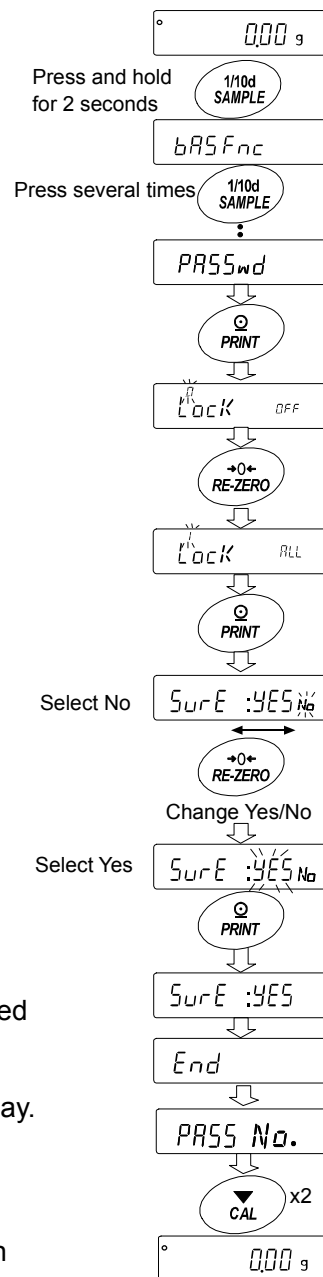 0.00 g
Press and hold
for 2 seconds
1/10d
SAMPLE
bASFnc
Press several times
1/10d
SAMPLE
PASSwd
PRINT
0
LocK OFF
→0←
RE-ZERO
1
LocK ALL
PRINT
Select No
SurE :YES No
→0←
RE-ZERO
Change Yes/No
Select Yes
SurE :YES No
PRINT
ed
SurE :YES
End
ay.
PASS No.
x2
CAL
0.00 g